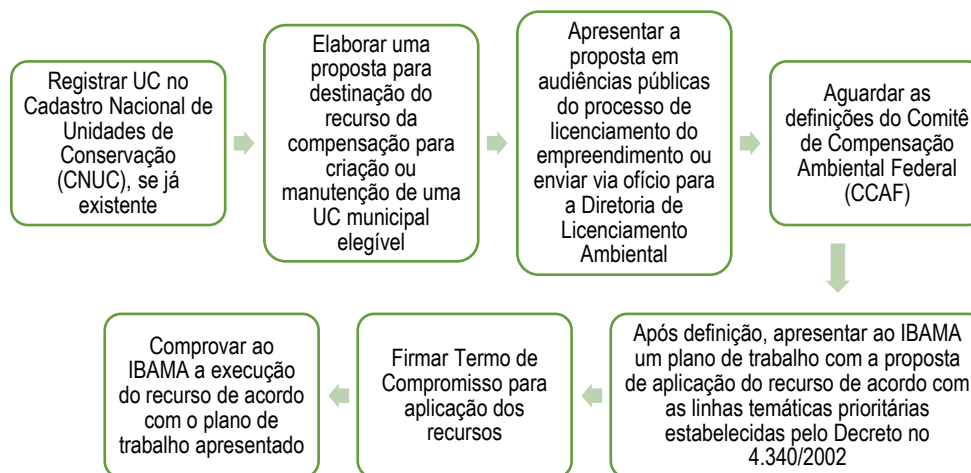 Registrar UC no
Cadastro Nacional de
Unidades de
Conservação
(CNUC), se já
existente
Elaborar uma
proposta para
destinação do
recurso da
compensação para
criação ou
manutenção de uma
UC municipal
elegível
Apresentar a
proposta em
audiências públicas
do processo de
licenciamento do
empreendimento ou
enviar via ofício para
a Diretoria de
Licenciamento
Ambiental
Aguardar as
definições do Comitê
de Compensação
Ambiental Federal
(CCAF)
Após definição, apresentar ao IBAMA
um plano de trabalho com a proposta
de aplicação do recurso de acordo com
as linhas temáticas prioritárias
estabelecidas pelo Decreto no
4.340/2002
Firmar Termo de
Compromisso para
aplicação dos
recursos
Comprovar ao
IBAMA a execução
do recurso de acordo
com o plano de
trabalho apresentado